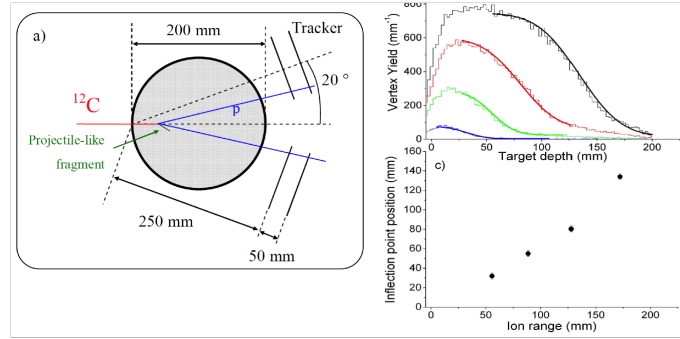 a)
200 mm
Tracker
20 °
12C
p
Projectile-like
fragment
250 mm
50 mm
800
600
400
200
0
Vertex Yield (mm-1)
0 50 100 150 200
Target depth (mm)
c)
160
140
120
100
80
60
40
20
0
Inflection point position (mm)
0 50 100 150 200
Ion range (mm)